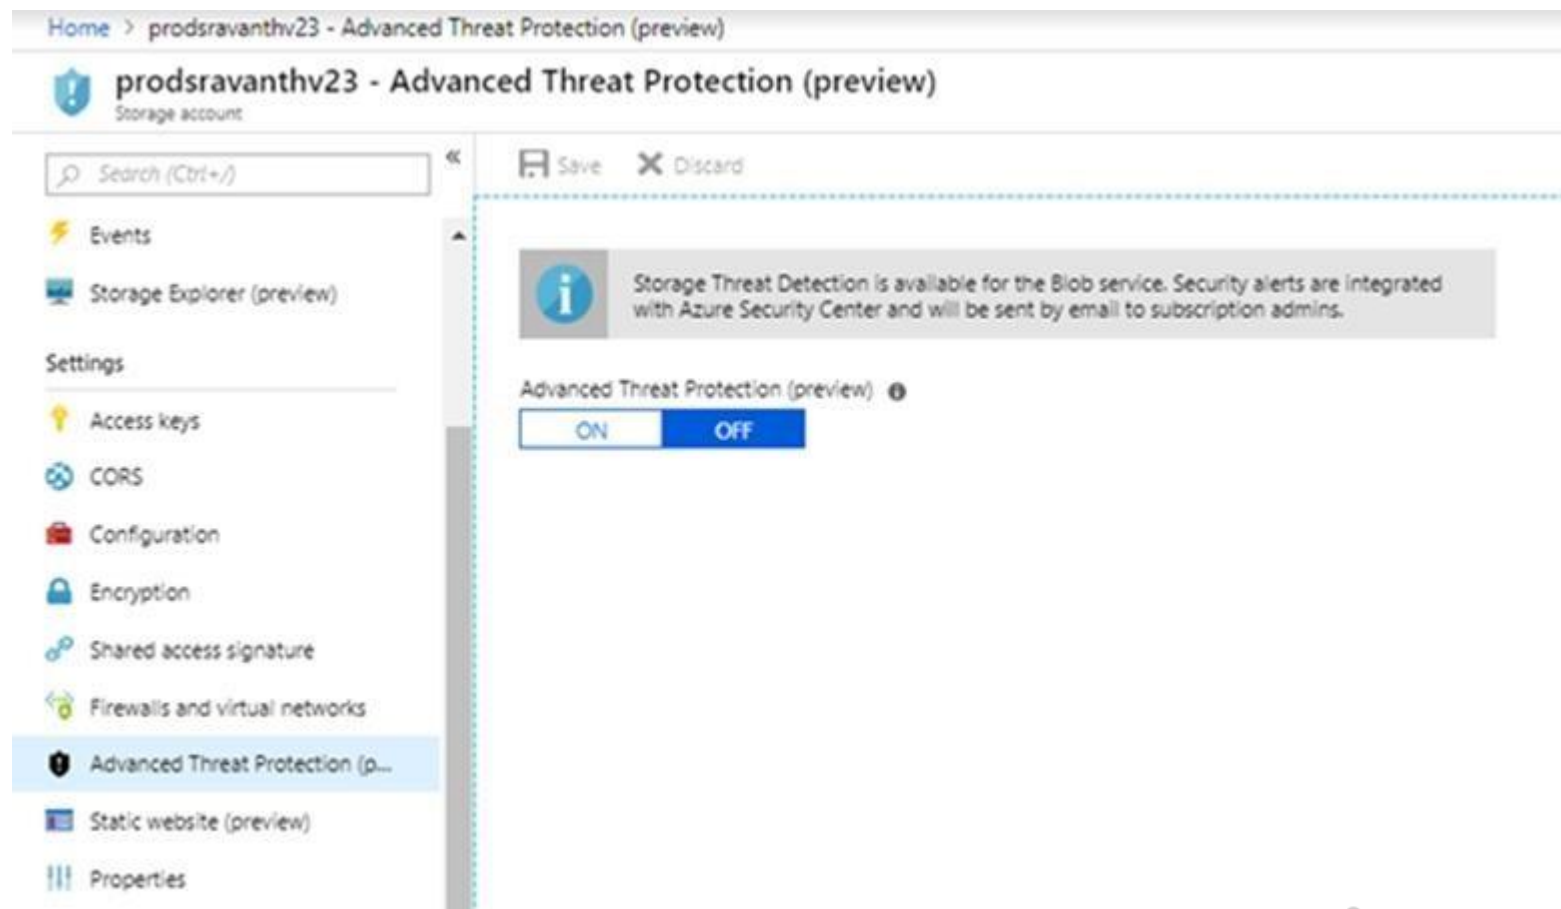 Home > prodsravanthv23 - Advanced Threat Protection (preview)
prodsravanthv23 - Advanced Threat Protection (preview)
Storage account
Search (Ctrl+/)
«
Save
Discard
Events
Storage Explorer (preview)
Storage Threat Detection is available for the Blob service. Security alerts are integrated
with Azure Security Center and will be sent by email to subscription admins.
Settings
Advanced Threat Protection (preview)
ON
OFF
Access keys
CORS
Configuration
Encryption
Shared access signature
Firewalls and virtual networks
Advanced Threat Protection (p...
Static website (preview)
Properties